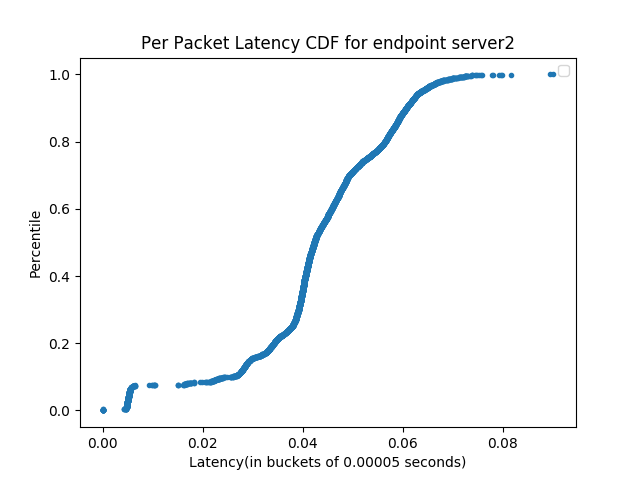 Per Packet Latency CDF for endpoint server2
1.0
0.8
0.6
0.4
0.2
0.0
Percentile
0.00 0.02 0.04 0.06 0.08
Latency(in buckets of 0.00005 seconds)